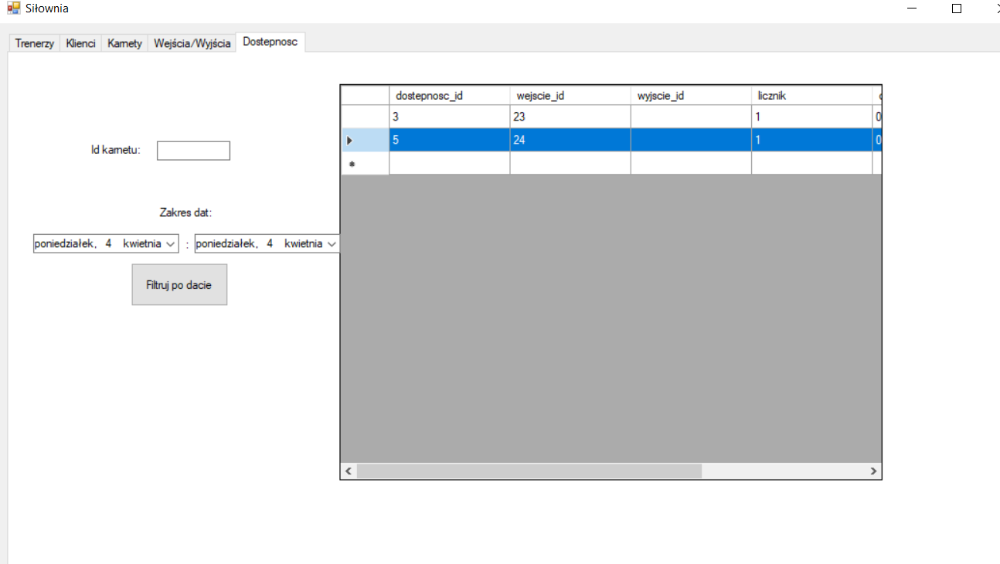 Siłownia
Trenerzy Klienci Karnety Wejścia/Wyjścia Dostepnosc
dostepnosc_id wejscie_id wyjscie_id licznik
3 23 1 0
5 24 1 0
Id karnetu:
Zakres dat:
poniedziałek, 4 kwietnia : poniedziałek, 4 kwietnia
Filtruj po dacie